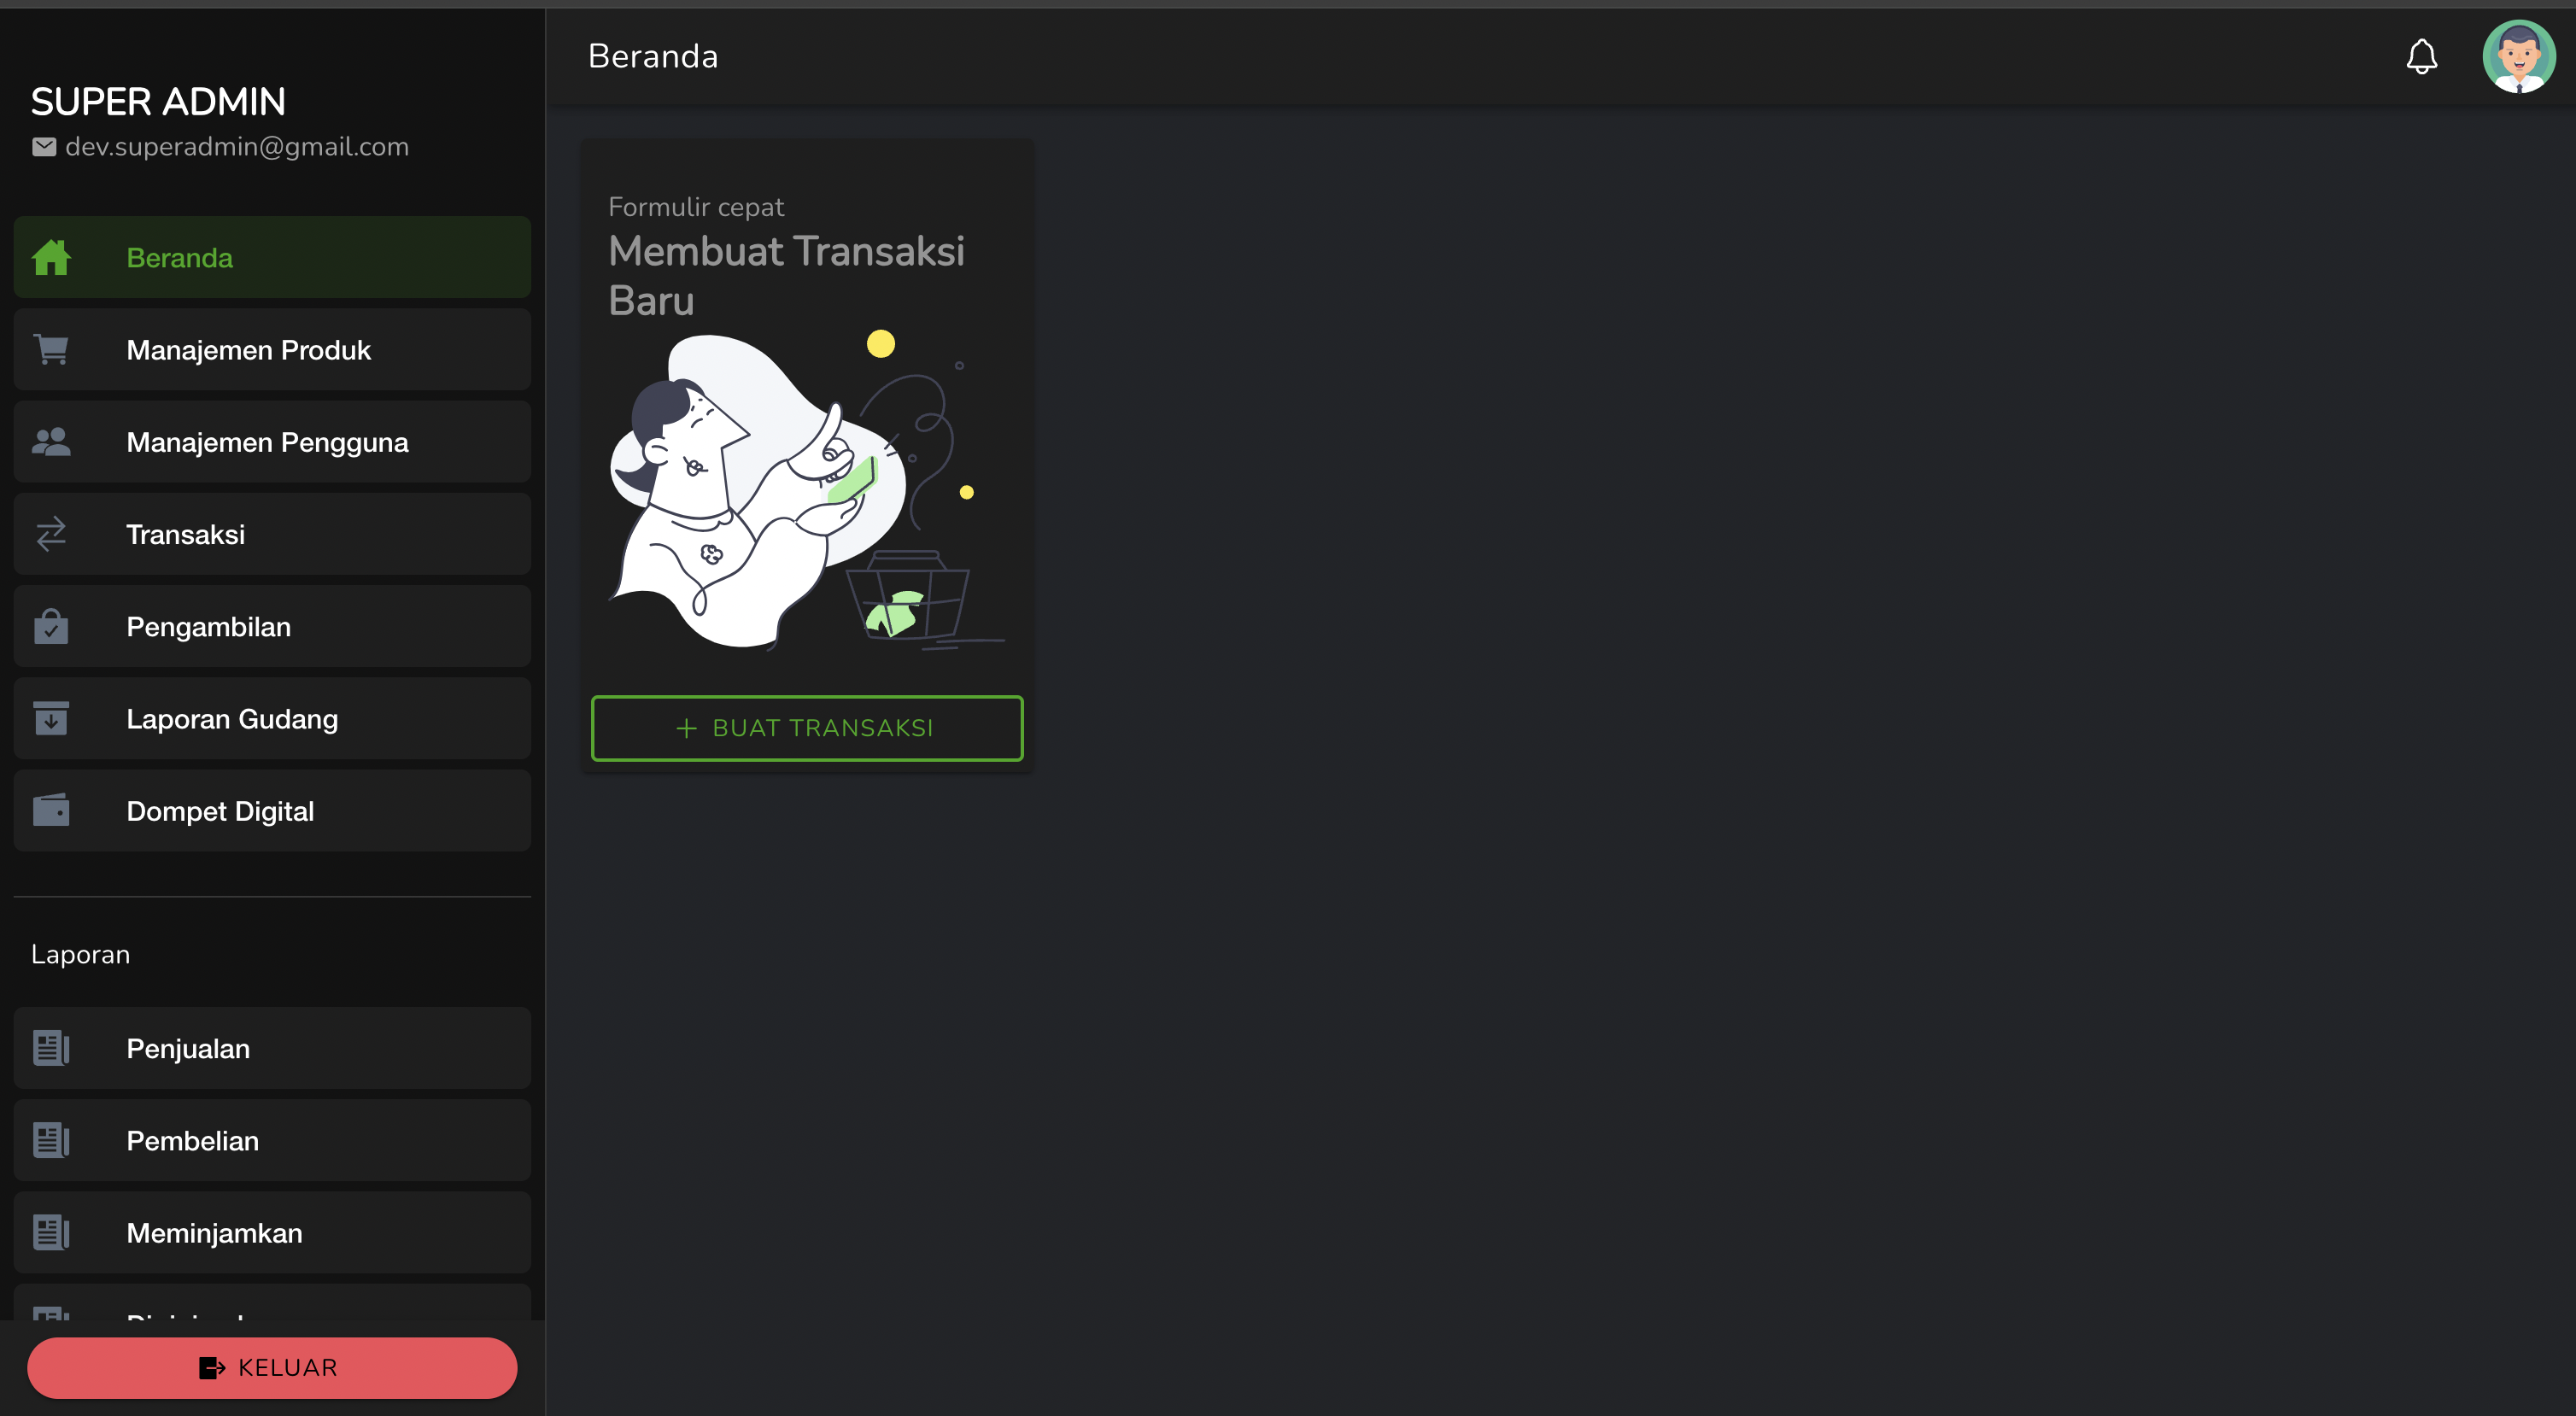 SUPER ADMIN
dev.superadmin@gmail.com
Beranda
Manajemen Produk
Manajemen Pengguna
Transaksi
Pengambilan
Laporan Gudang
Dompet Digital
Laporan
Penjualan
Pembelian
Meminjamkan
KELUAR
Beranda
Formulir cepat
Membuat Transaksi
Baru
BUAT TRANSAKSI